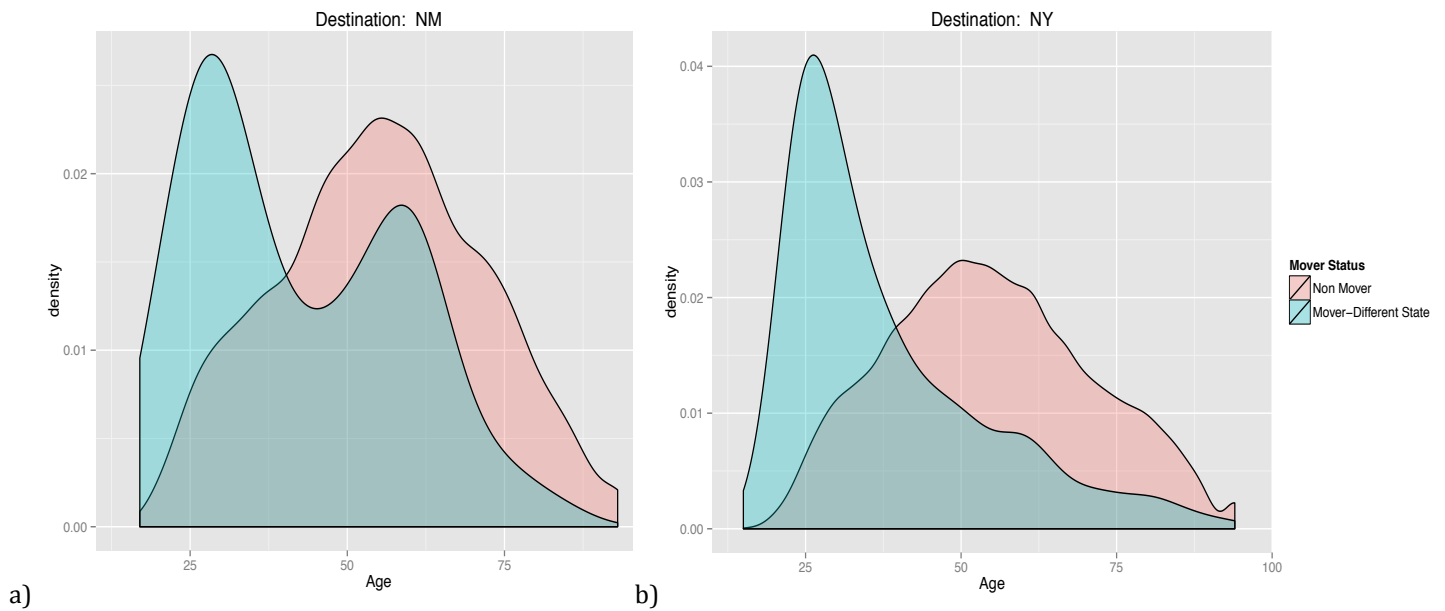 Destination: NM
0.02
0.01
0.00
density
25
50
75
Age
a)
Destination: NY
0.04
0.03
0.02
0.01
0.00
density
25
50
75
100
Age
b)
Mover Status
Non Mover
Mover−Different State